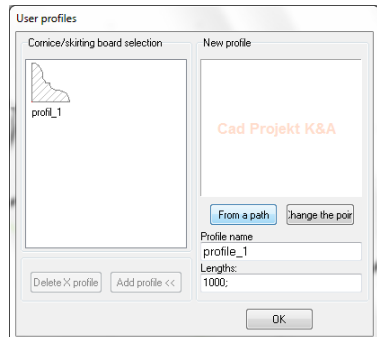 User profiles
Cornice/skirting board selection
profil_1
Delete X profile
Add profile <<
New profile
Cad Projekt K&A
From a path
Change the poin
Profile name
profile_1
Lengths:
1000;
OK